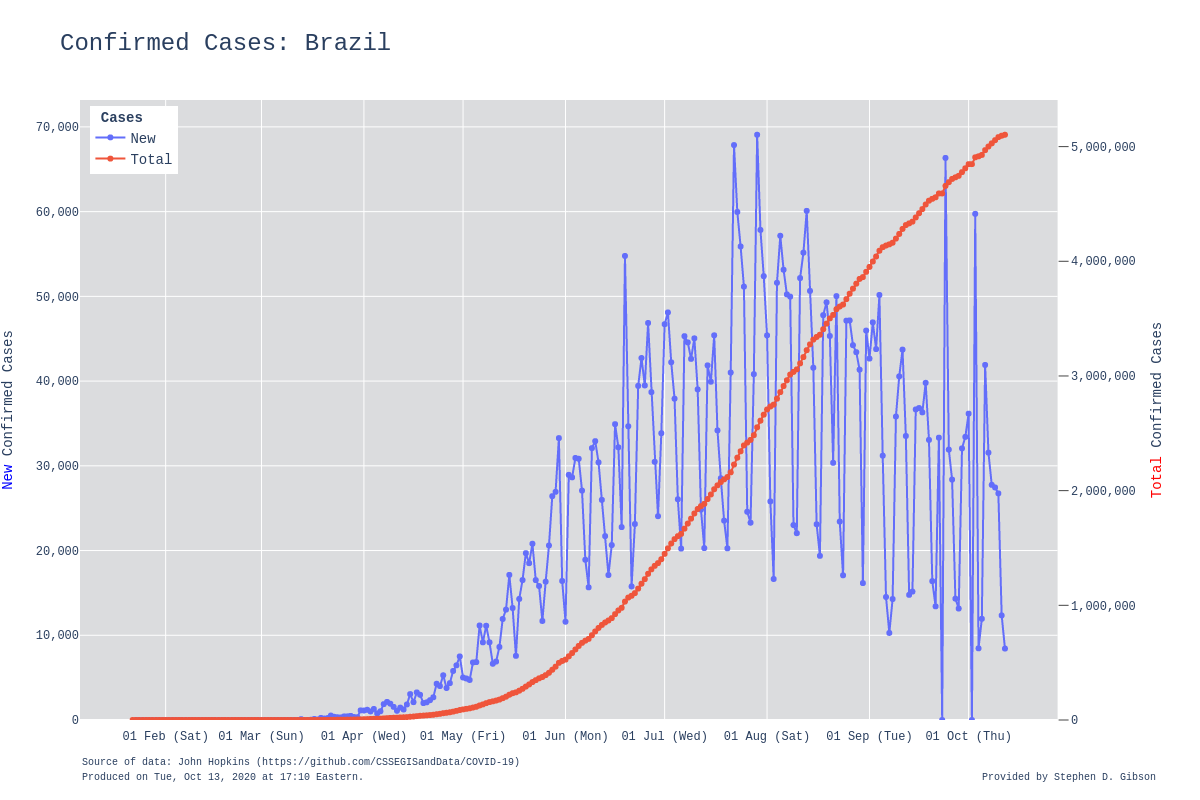 Confirmed Cases: Brazil
Cases
New
Total
70,000
60,000
50,000
40,000
30,000
20,000
10,000
0
New Confirmed Cases
5,000,000
4,000,000
3,000,000
2,000,000
1,000,000
0
Total Confirmed Cases
01 Feb (Sat) 01 Mar (Sun) 01 Apr (Wed) 01 May (Fri) 01 Jun (Mon) 01 Jul (Wed) 01 Aug (Sat) 01 Sep (Tue) 01 Oct (Thu)
Source of data: John Hopkins (https://github.com/CSSEGISandData/COVID-19)
Produced on Tue, Oct 13, 2020 at 17:10 Eastern.
Provided by Stephen D. Gibson